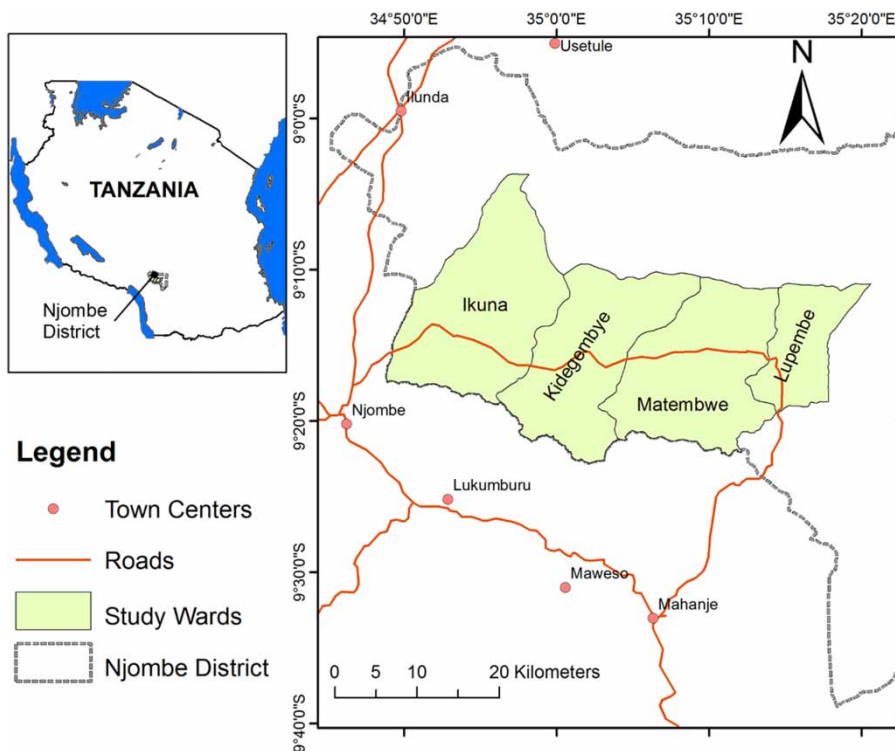 34°50'0"E
35°0'0"E
35°10'0"E
35°20'0"E
TANZANIA
Njombe
District
Usetule
Ilunda
N
9°0'0"S
9°10'0"S
9°20'0"S
9°30'0"S
9°40'0"S
Ikuna
Kidegembye
Matembwe
Lupembe
Njombe
Lukumburu
Maweso
Mahanje
Legend
Town Centers
Roads
Study Wards
Njombe District
0 5 10 20 Kilometers